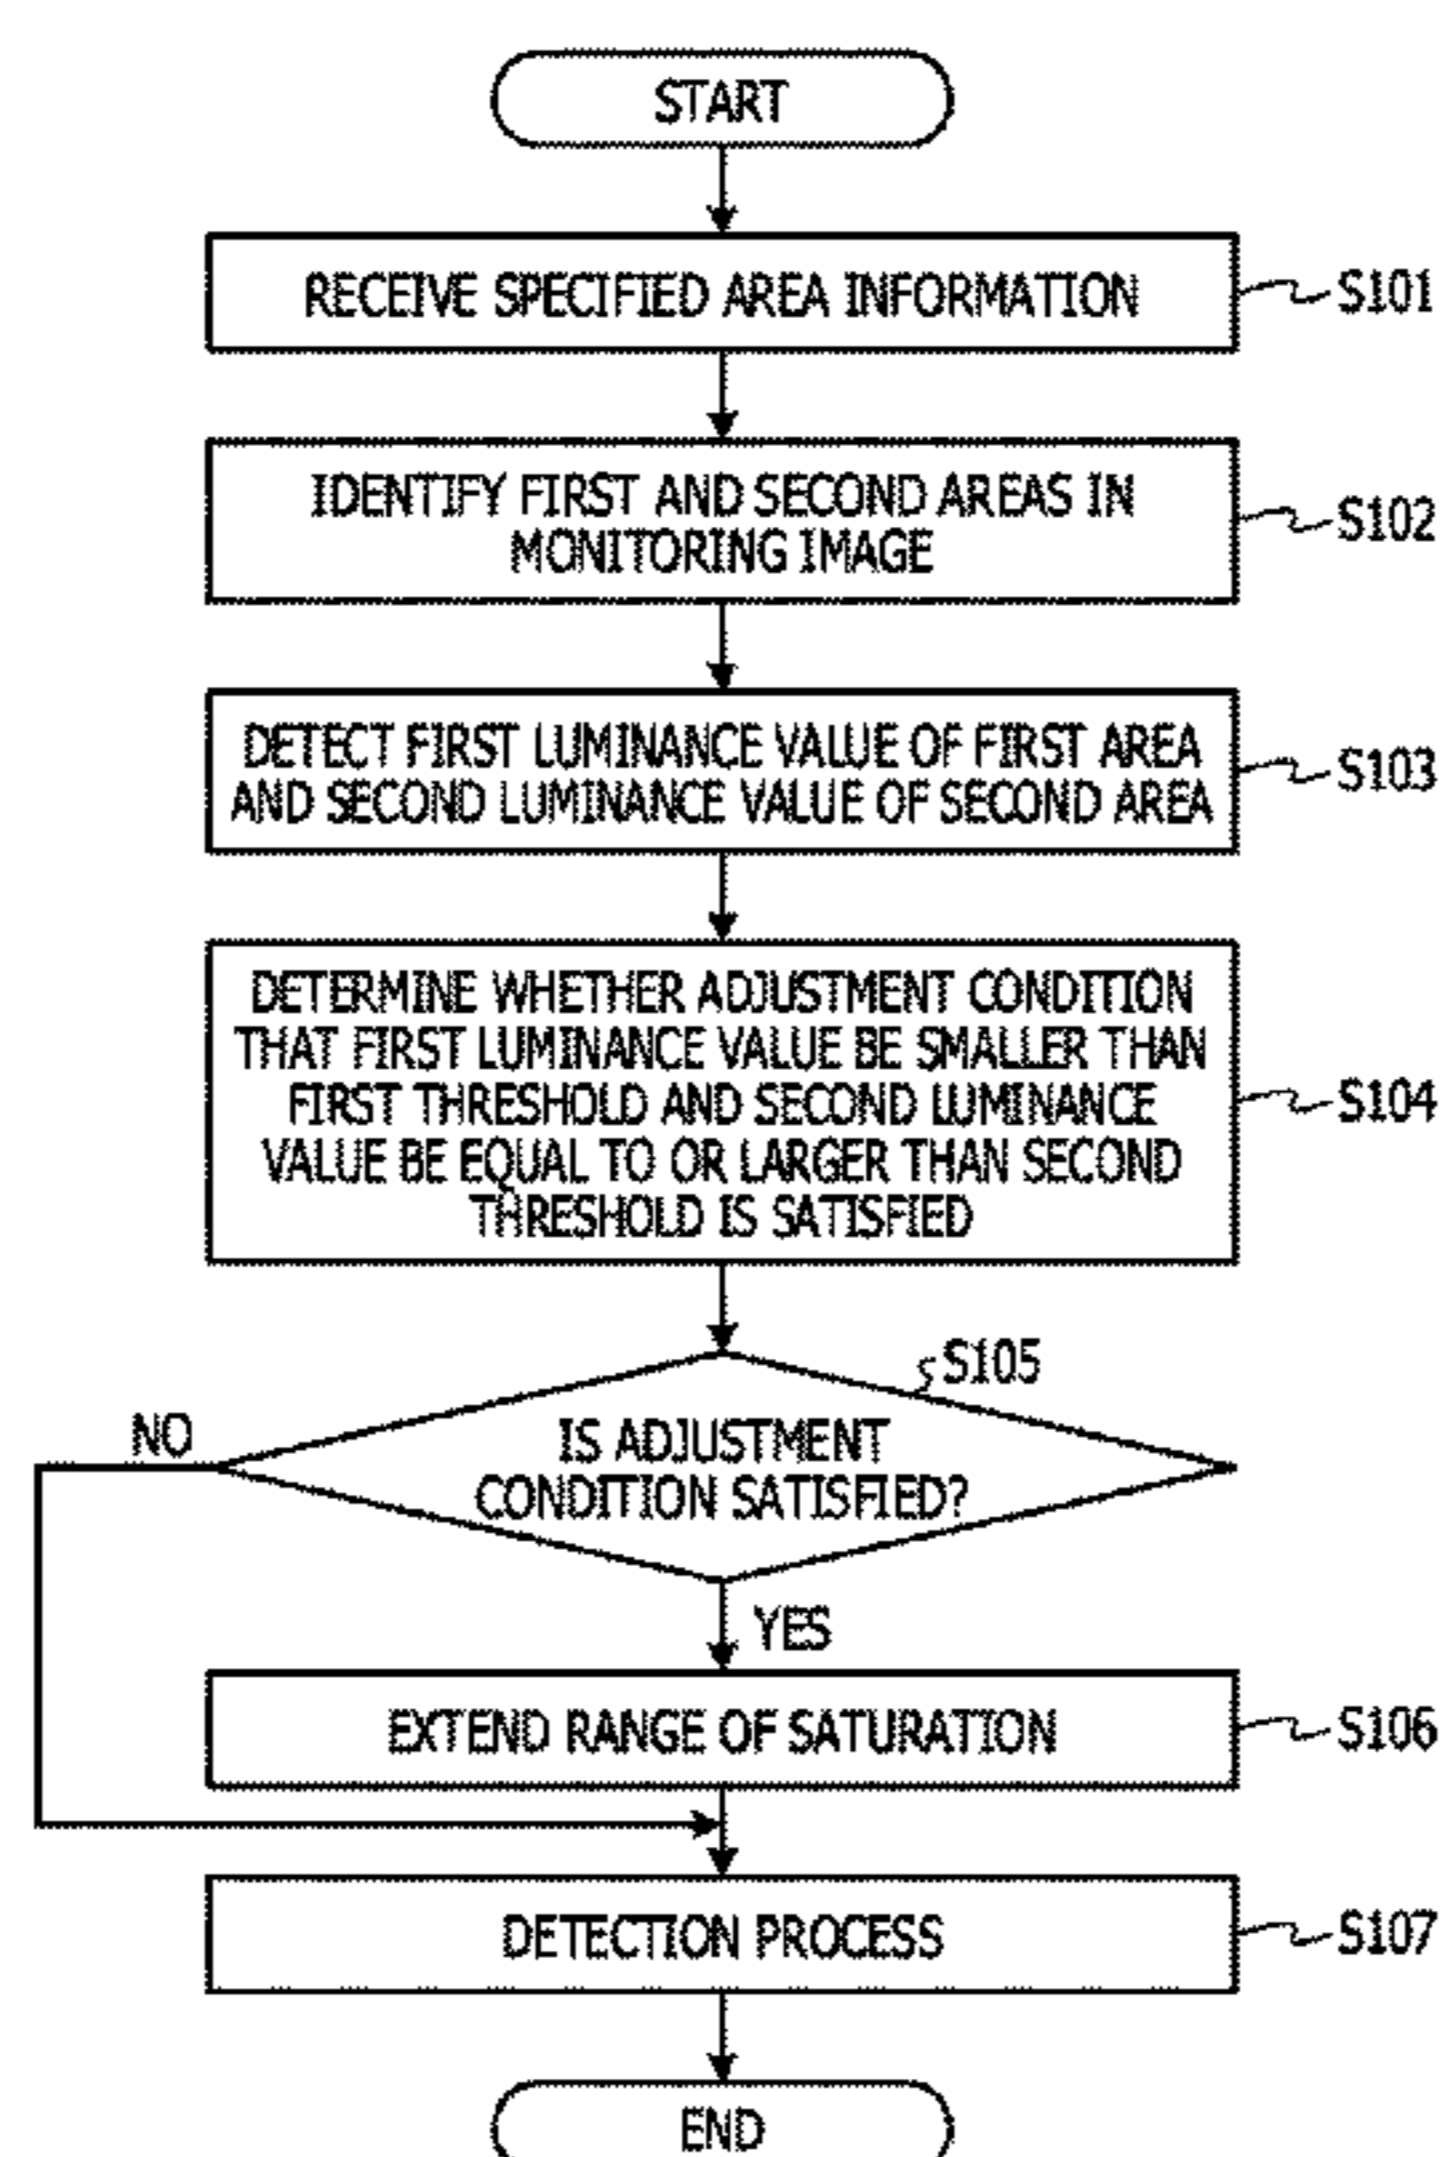 START
RECEIVE SPECIFIED AREA INFORMATION
S101
IDENTIFY FIRST AND SECOND AREAS IN
MONITORING IMAGE
S102
DETECT FIRST LUMINANCE VALUE OF FIRST AREA
AND SECOND LUMINANCE VALUE OF SECOND AREA
S103
DETERMINE WHETHER ADJUSTMENT CONDITION
THAT FIRST LUMINANCE VALUE BE SMALLER THAN
FIRST THRESHOLD AND SECOND LUMINANCE
VALUE BE EQUAL TO OR LARGER THAN SECOND
THRESHOLD IS SATISFIED
S104
S105
IS ADJUSTMENT
CONDITION SATISFIED?
NO
YES
EXTEND RANGE OF SATURATION
S106
DETECTION PROCESS
S107
END